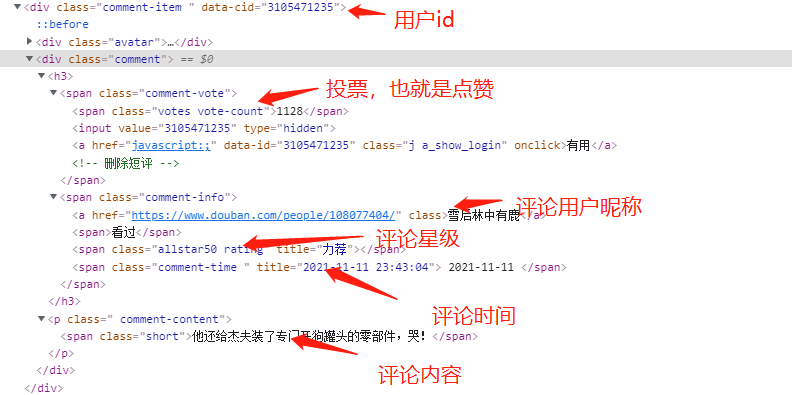 <div class="comment-item " data-cid="3105471235">
用户id
::before
<div class="avatar">…</div>
<div class="comment"> == $0
<h3>
<span class="comment-vote">
投票，也就是点赞
<span class="votes vote-count">1128</span>
<input value="3105471235" type="hidden">
<a href="javascript:;" data-id="3105471235" class="j a_show_login" onclick>有用</a>
<!-- 删除短评 -->
</span>
<span class="comment-info">
评论用户昵称
<a href="https://www.douban.com/people/108077404/" class>雪后林中有鹿</a>
<span>看过</span>
评论星级
<span class="allstar50 rating" title="力荐"></span>
<span class="comment-time " title="2021-11-11 23:43:04"> 2021-11-11 </span>
</span>
</h3>
评论时间
<p class=" comment-content">
<span class="short">他还给杰夫装了专门开狗罐头的零部件，哭！</span>
</p>
评论内容
</div>
</div>